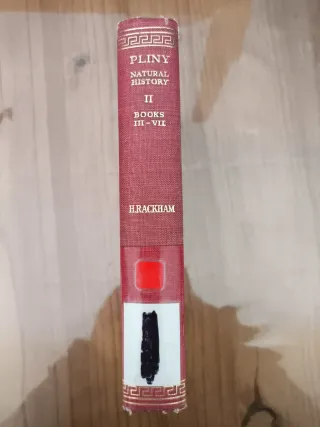 PLINY
NATURAL
HISTORY
II
BOOKS
III–VII
H.RACKHAM